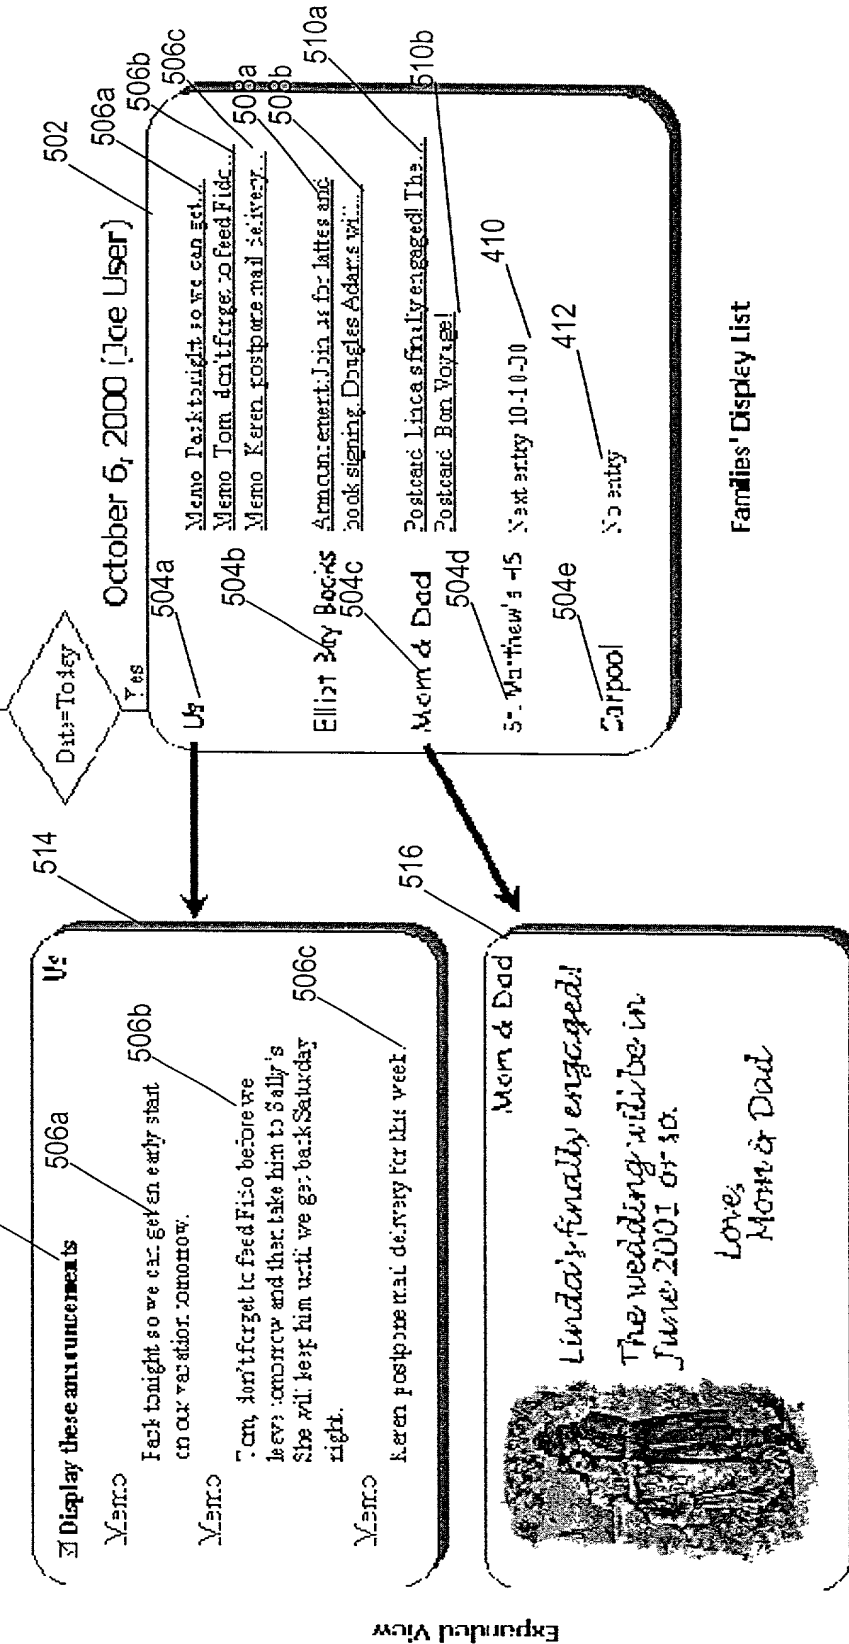 Date=Today
Yes
October 6, 2000 (Joe User)
502
504a
Us
Memo Pack tonight so we can get...
506a
Memo Tom, don't forget to feed Fido...
506b
Memo Keren postpone mail delivery...
506c
504b
Elliot Bay Books
Announcement: Join us for lattes and
508a
book signing. Douglas Adams will...
508b
504c
Mom & Dad
Postcard Linda's finally engaged! The...
510a
Postcard Bon Voyage!
510b
504d
St. Matthew's
Next entry 10-10-00
410
504e
Carpool
No entry
412
Families' Display List
514
Display these announcements
Us
506a
Memo
Pack tonight so we can get an early start
on our vacation tomorrow.
506b
Memo
Tom, don't forget to feed Fido before we
leave tomorrow and then take him to Sally's
She will keep him until we get back Saturday
right.
506c
Memo
Keren postpone mail delivery for this week.
516
Mom & Dad
Linda's finally engaged!
The wedding will be in
June 2001 or so.
Love,
Mom & Dad
Expanded View